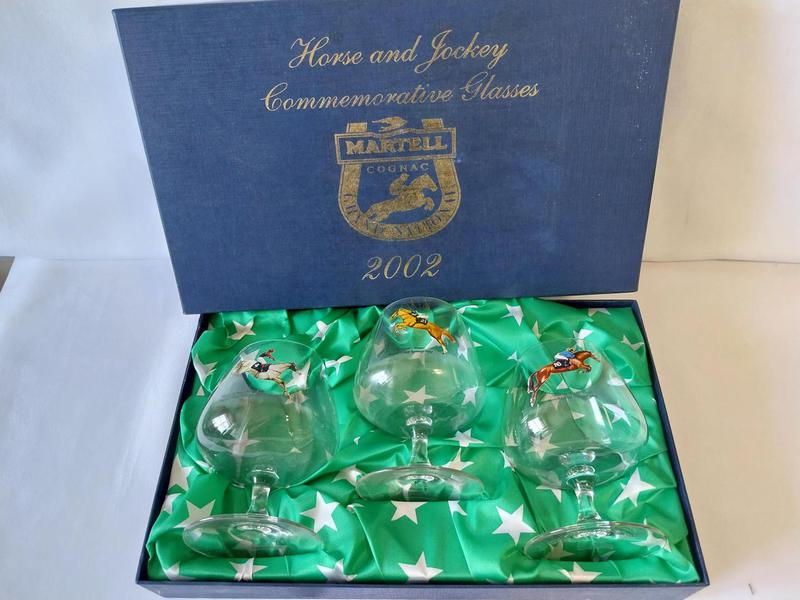 Horse and Jockey
Commemorative Glasses
MARTELL
COGNAC
GRAND NATIONAL
2002